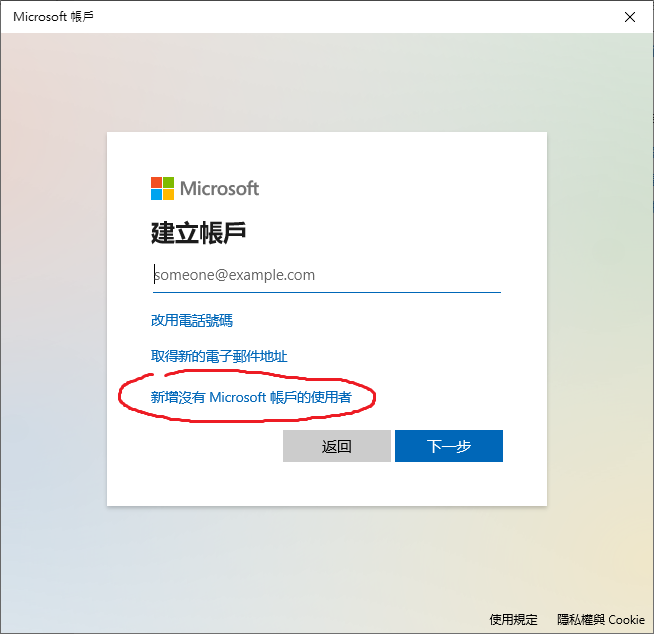 Microsoft 帳戶
Microsoft
建立帳戶
someone@example.com
改用電話號碼
取得新的電子郵件地址
新增沒有 Microsoft 帳戶的使用者
返回
下一步
使用規定
隱私權與 Cookie